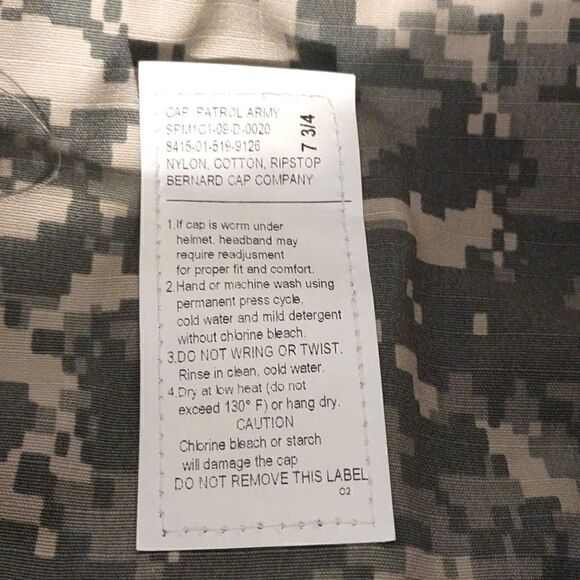 CAP, PATROL ARMY
SPM1C1-09-D-0020
8415-01-519-9126
7 3/4
NYLON, COTTON, RIPSTOP
BERNARD CAP COMPANY
1.If cap is worm under
helmet, headband may
require readjusment
for proper fit and comfort.
2.Hand or machine wash using
permanent press cycle,
cold water and mild detergent
without chlorine bleach.
3.DO NOT WRING OR TWIST.
Rinse in clean, cold water.
4.Dry at low heat (do not
exceed 130° F) or hang dry.
CAUTION
Chlorine bleach or starch
will damage the cap
DO NOT REMOVE THIS LABEL
C2